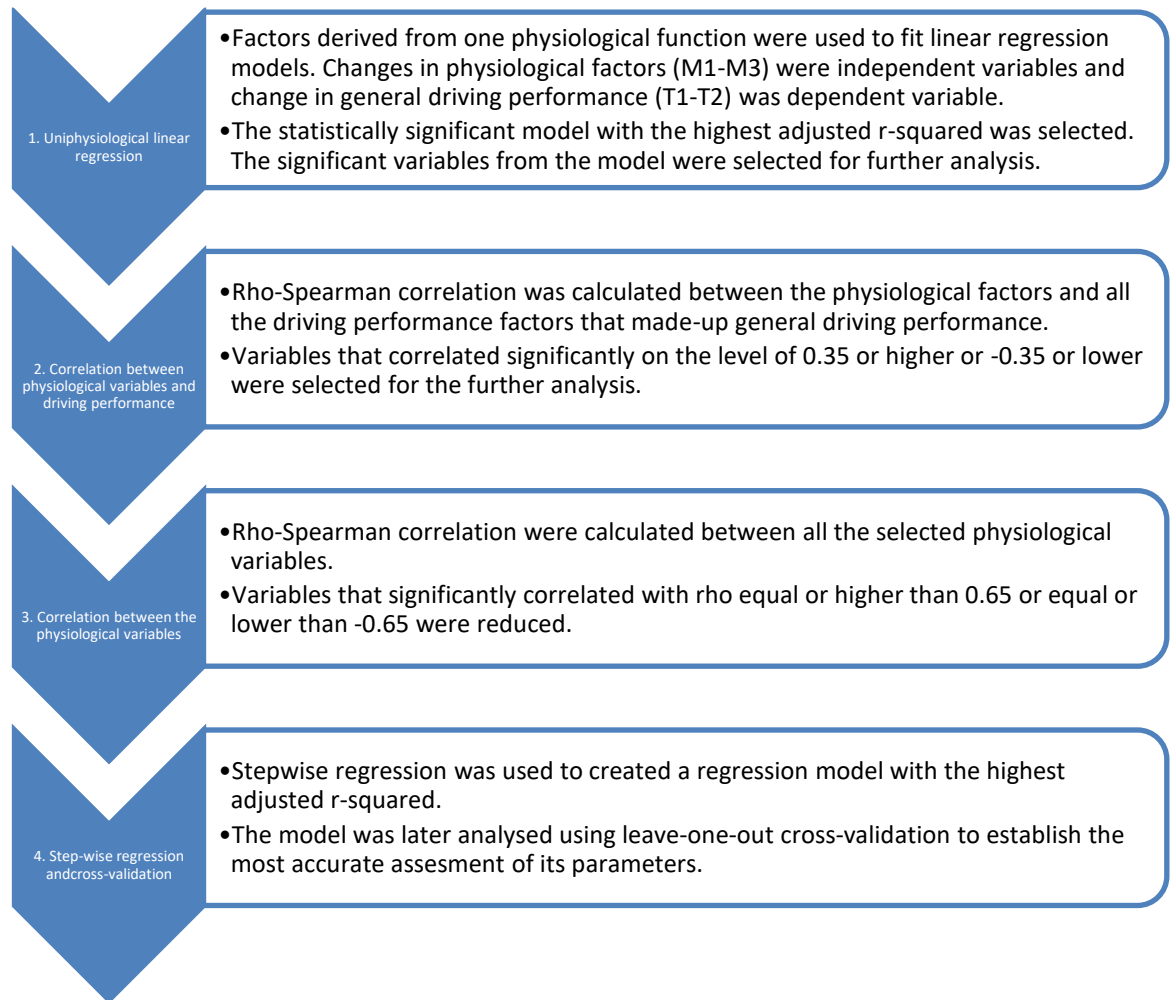 1. Uniphysiological linear
regression
•Factors derived from one physiological function were used to fit linear regression
models. Changes in physiological factors (M1-M3) were independent variables and
change in general driving performance (T1-T2) was dependent variable.
•The statistically significant model with the highest adjusted r-squared was selected.
The significant variables from the model were selected for further analysis.
2. Correlation between
physiological variables and
driving performance
•Rho-Spearman correlation was calculated between the physiological factors and all
the driving performance factors that made-up general driving performance.
•Variables that correlated significantly on the level of 0.35 or higher or -0.35 or lower
were selected for the further analysis.
3. Correlation between the
physiological variables
•Rho-Spearman correlation were calculated between all the selected physiological
variables.
•Variables that significantly correlated with rho equal or higher than 0.65 or equal or
lower than -0.65 were reduced.
4. Step-wise regression
andcross-validation
•Stepwise regression was used to created a regression model with the highest
adjusted r-squared.
•The model was later analysed using leave-one-out cross-validation to establish the
most accurate assesment of its parameters.